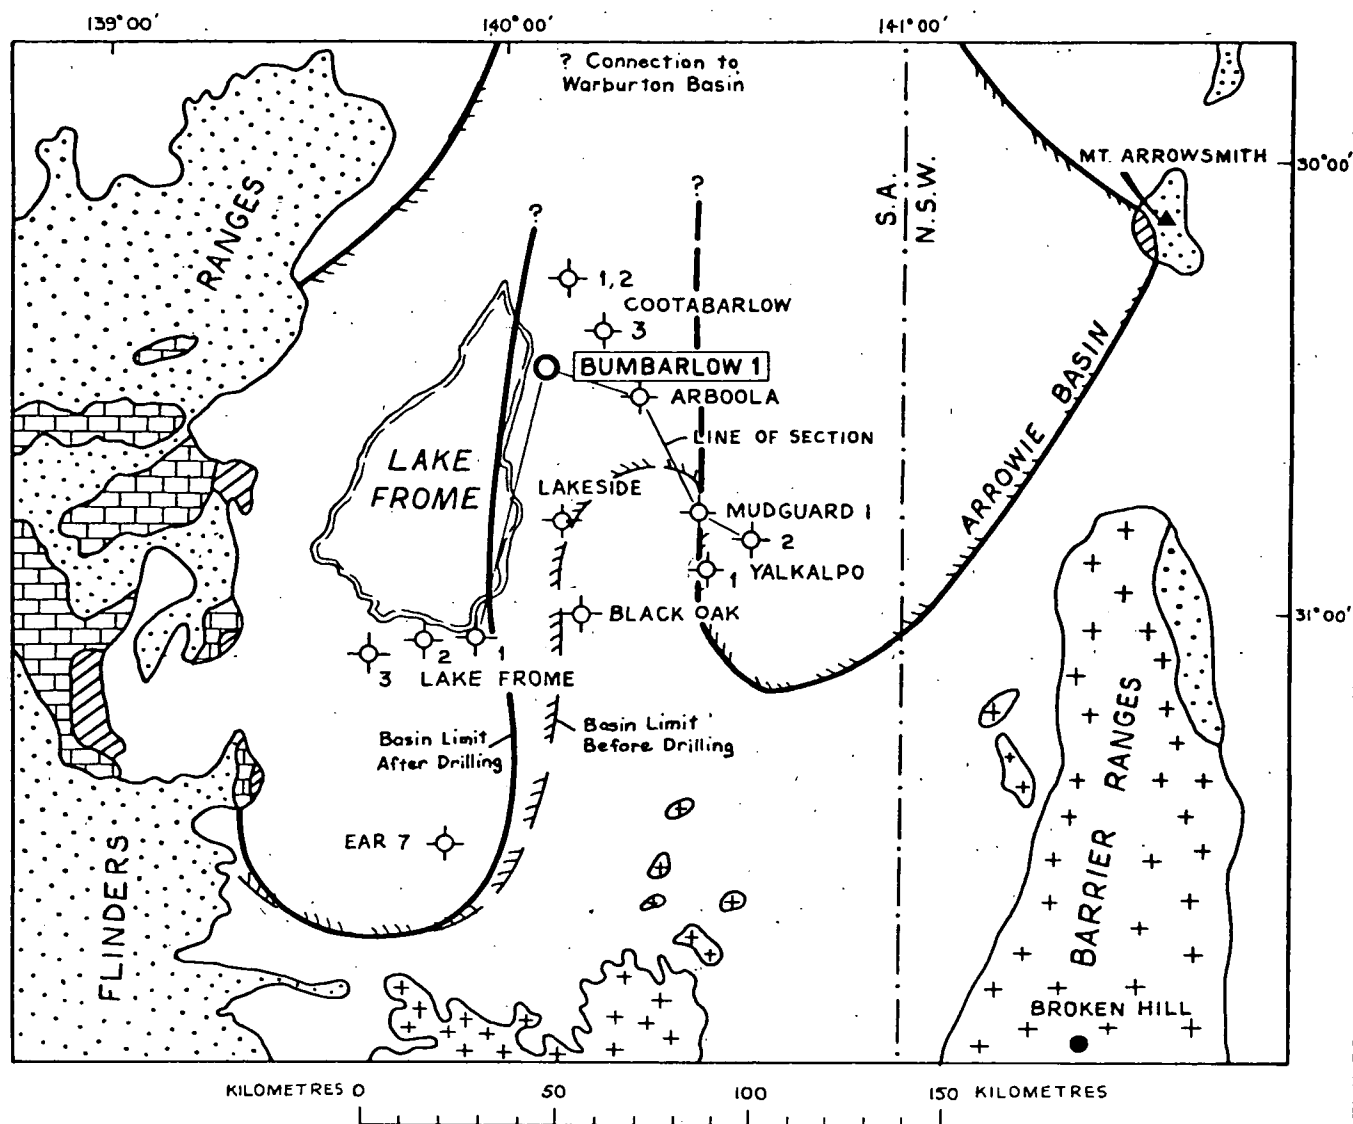 139°00'
140°00'
141°00'
? Connection to
Warburton Basin
30°00'
MT. ARROWSMITH
S.A.
N.S.W.
RANGES
?
?
1,2
COOTABARLOW
3
BUMBARLOW 1
ARBOOLA
LINE OF SECTION
ARROWIE BASIN
LAKE
FROME
LAKESIDE
MUDGUARD 1
2
1 YALKALPO
BLACK OAK
31°00'
2
1
3 LAKE FROME
Basin Limit
After Drilling
Basin Limit
Before Drilling
EAR 7
FLINDERS
BARRIER RANGES
BROKEN HILL
KILOMETRES 0 50 100 150 KILOMETRES